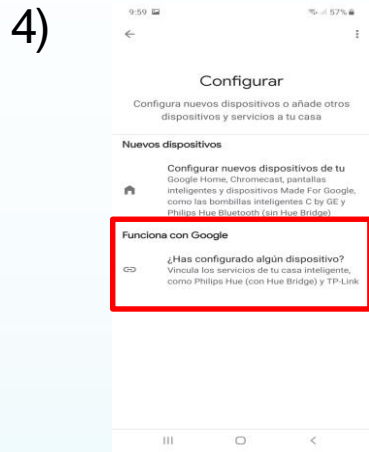 4)
9:59
57%
Configurar
Configura nuevos dispositivos o añade otros
dispositivos y servicios a tu casa
Nuevos dispositivos
Configurar nuevos dispositivos de tu
Google Home, Chromecast, pantallas
inteligentes y dispositivos Made For Google,
como las bombillas inteligentes C by GE y
Philips Hue Bluetooth (sin Hue Bridge)
Funciona con Google
¿Has configurado algún dispositivo?
Vincula los servicios de tu casa inteligente,
como Philips Hue (con Hue Bridge) y TP-Link